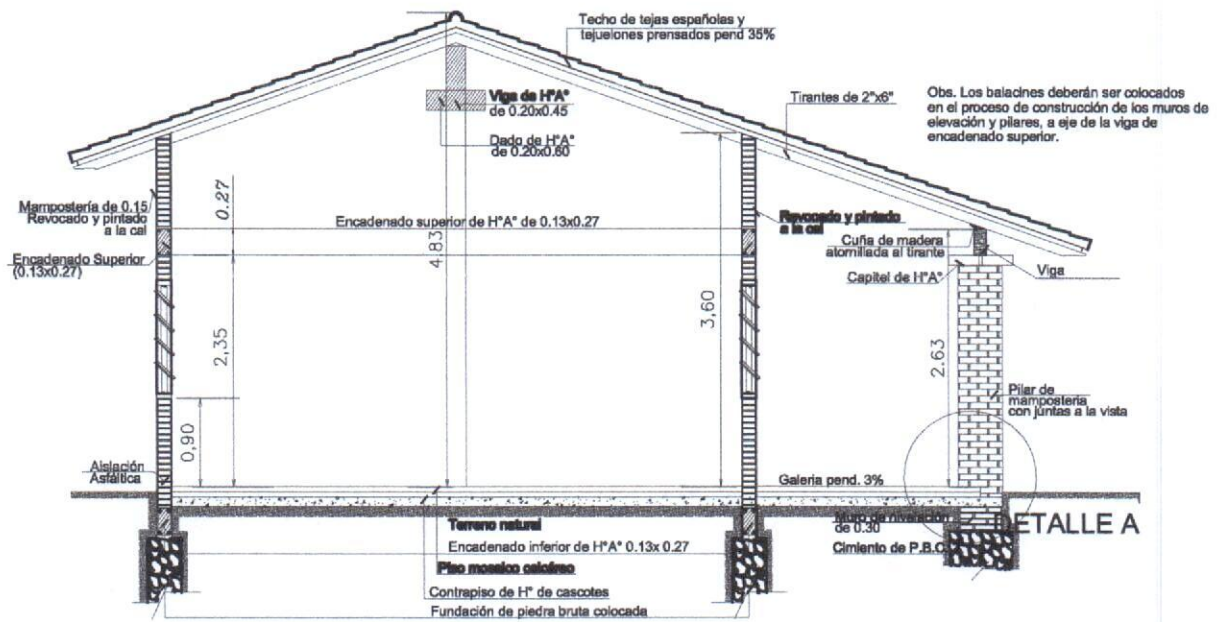 Techo de tejas españolas y
tejuelones prensados pend 35%
Viga de H°A°
de 0.20x0.45
Tirantes de 2"x6"
Obs. Los balacines deberán ser colocados
en el proceso de construcción de los muros de
elevación y pilares, a eje de la viga de
encadenado superior.
Dado de H°A°
de 0.20x0.60
Mampostería de 0.15
Revocado y pintado
a la cal
0.27
Encadenado superior de H°A° de 0.13x0.27
4.83
Revocado y pintado
a la cal
Cuña de madera
atornillada al tirante
Encadenado Superior
(0.13x0.27)
Capitel de H°A°
Viga
2,35
3,60
2.63
0,90
Pilar de
mampostería
con juntas a la vista
Aislación
Asfáltica
Galeria pend. 3%
Terreno natural
Muro de nivelación
de 0.30
DETALLE A
Encadenado inferior de H°A° 0.13x 0.27
Cimiento de P.B.C.
Piso mosaico calcáreo
Contrapiso de H° de cascotes
Fundación de piedra bruta colocada